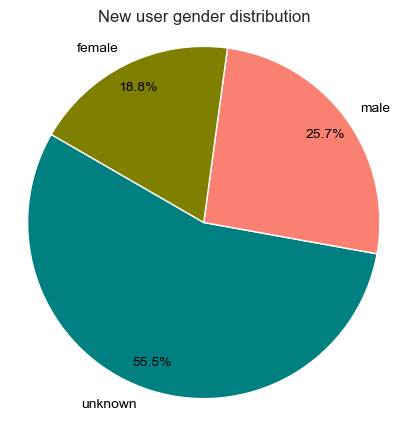 New user gender distribution
female
18.8%
male
25.7%
55.5%
unknown